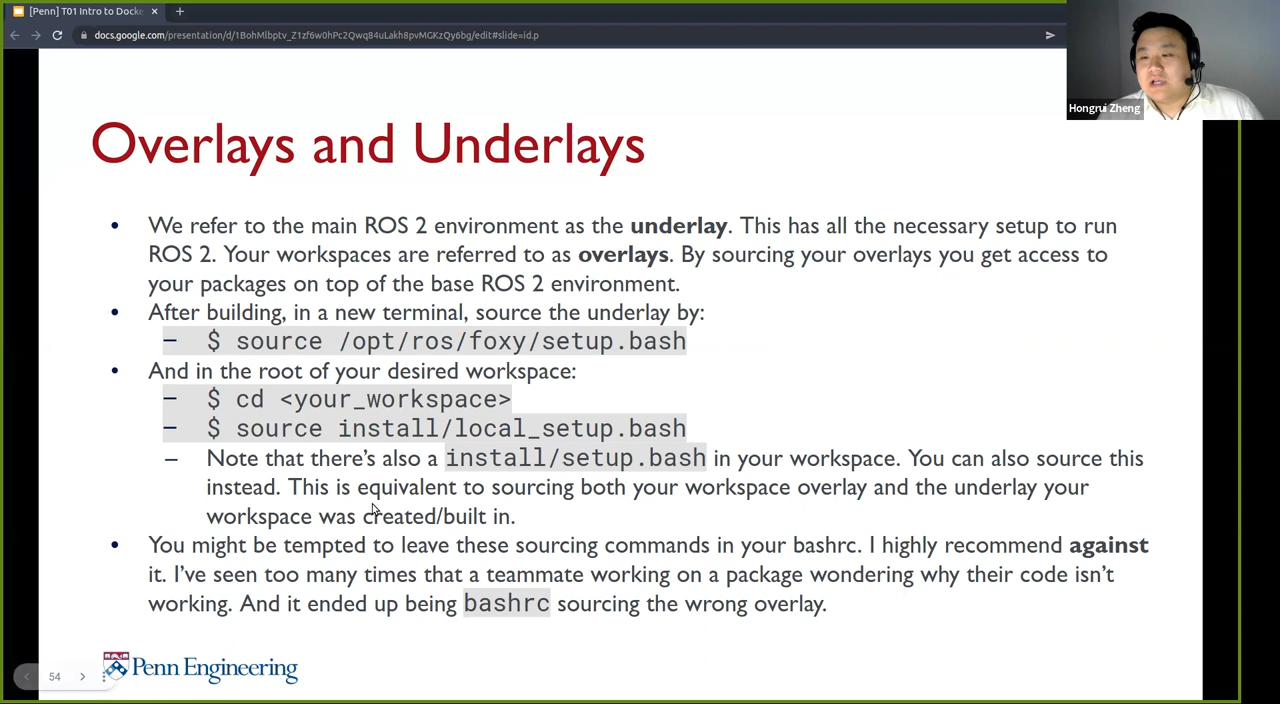 [Penn] T01 Intro to Docke
docs.google.com/presentation/d/1BohMlbptv_Z1zf6w0hPc2Qwq84uLakh8pvMGKzQy6bg/edit#slide=id.p
Hongrui Zheng
Overlays and Underlays
• We refer to the main ROS 2 environment as the underlay. This has all the necessary setup to run
ROS 2. Your workspaces are referred to as overlays. By sourcing your overlays you get access to
your packages on top of the base ROS 2 environment.
• After building, in a new terminal, source the underlay by:
– $ source /opt/ros/foxy/setup.bash
• And in the root of your desired workspace:
– $ cd <your_workspace>
– $ source install/local_setup.bash
– Note that there's also a install/setup.bash in your workspace. You can also source this
instead. This is equivalent to sourcing both your workspace overlay and the underlay your
workspace was created/built in.
• You might be tempted to leave these sourcing commands in your bashrc. I highly recommend against
it. I've seen too many times that a teammate working on a package wondering why their code isn't
working. And it ended up being bashrc sourcing the wrong overlay.
54
Penn Engineering